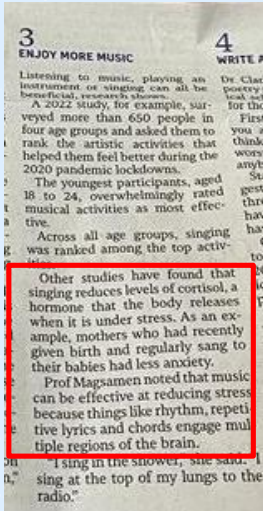 3
ENJOY MORE MUSIC
Listening to music, playing an
instrument or singing can all be
beneficial, research shows.
A 2022 study, for example, sur-
veyed more than 650 people in
four age groups and asked them to
rank the artistic activities that
helped them feel better during the
2020 pandemic lockdowns.
The youngest participants, aged
18 to 24, overwhelmingly rated
musical activities as most effec-
tive.
Across all age groups, singing
was ranked among the top activ-
ities.
Other studies have found that
singing reduces levels of cortisol, a
hormone that the body releases
when it is under stress. As an ex-
ample, mothers who had recently
given birth and regularly sang to
their babies had less anxiety.
Prof Magsamen noted that music
can be effective at reducing stress
because things like rhythm, repeti
tive lyrics and chords engage mul
tiple regions of the brain.
"I sing in the shower," she said. "I
sing at the top of my lungs to the
radio."
4
WRITE
Dr Clar
poetry
ical
for the
First
you
think
worst
anyb